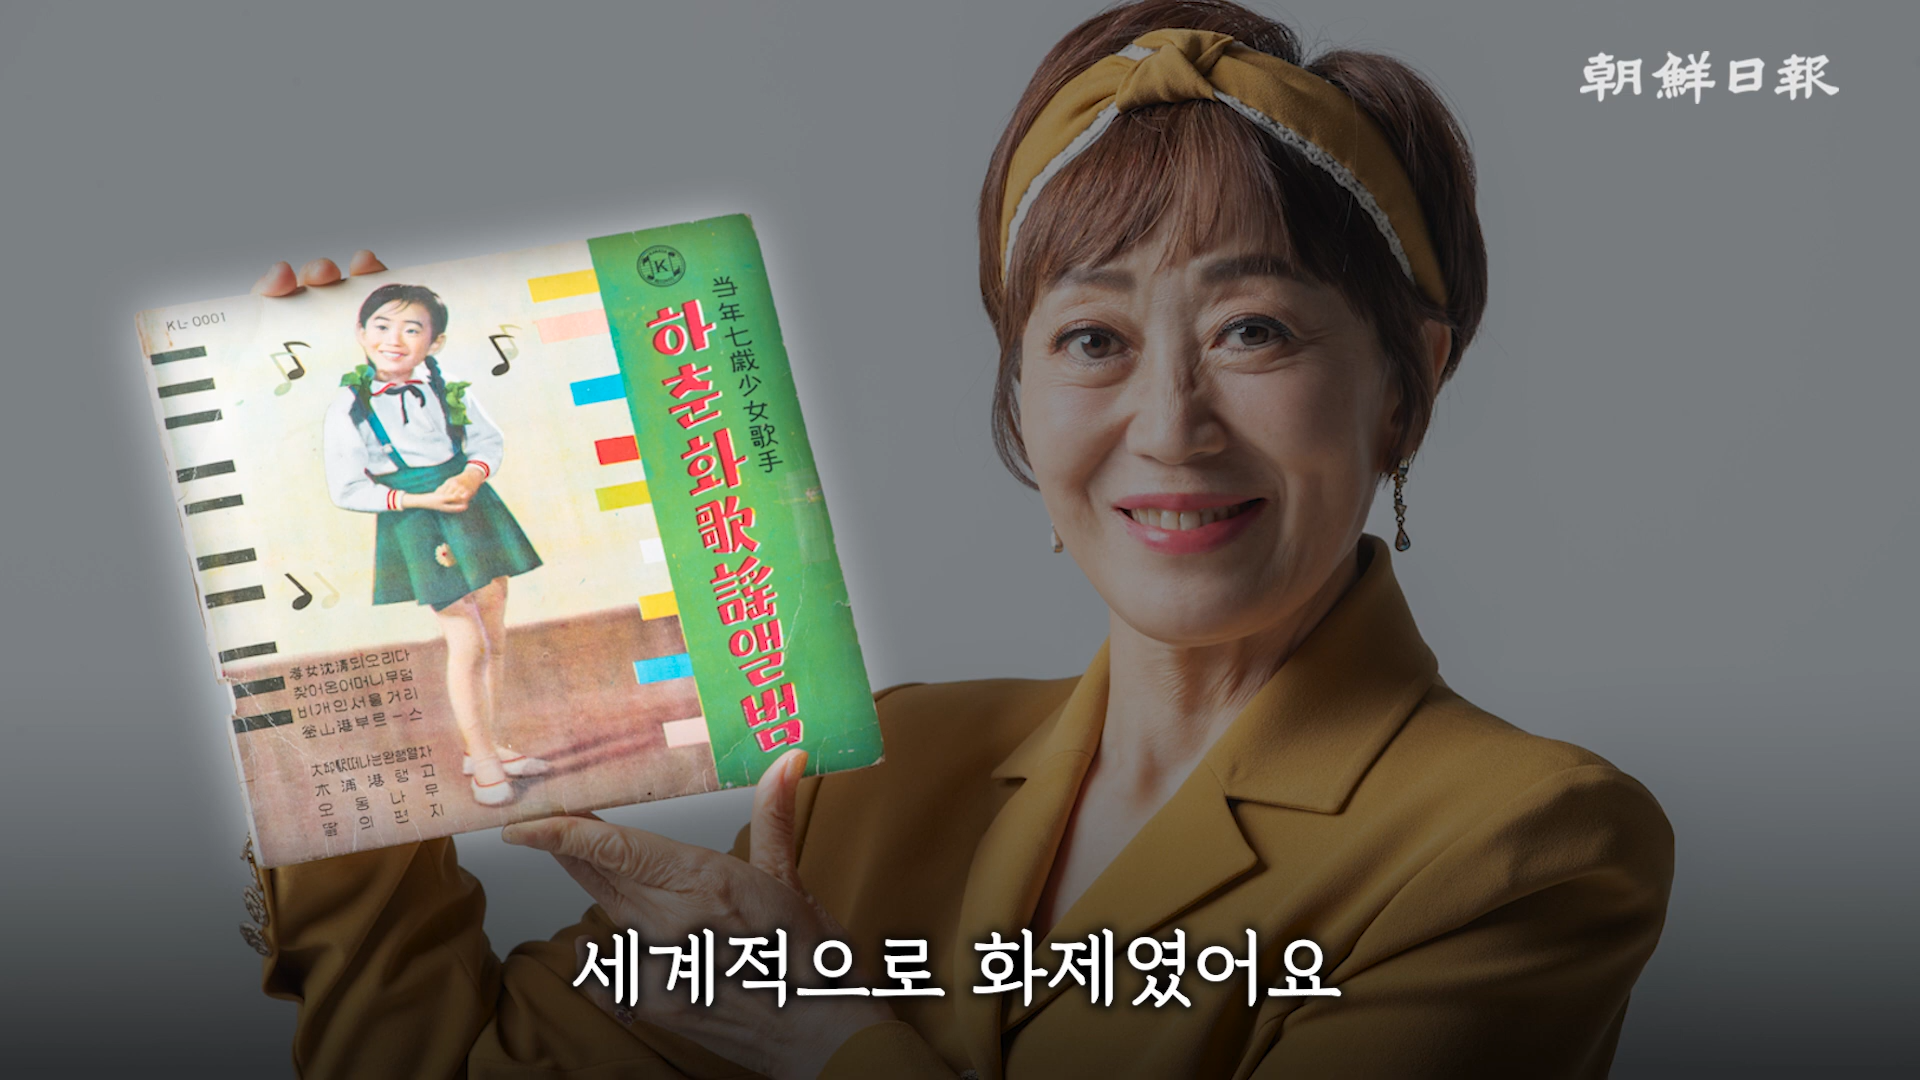 朝鮮日報
KL-0001
K
当年七歲少女歌手
하춘화歌謠앨범
孝女沈淸되오리다
찾어온어머니무덤
비개인서울거리
釜山港부르-스
大邱驛떠나는완행열차
木浦港행고
오동나무
딸의편지
세계적으로 화제였어요